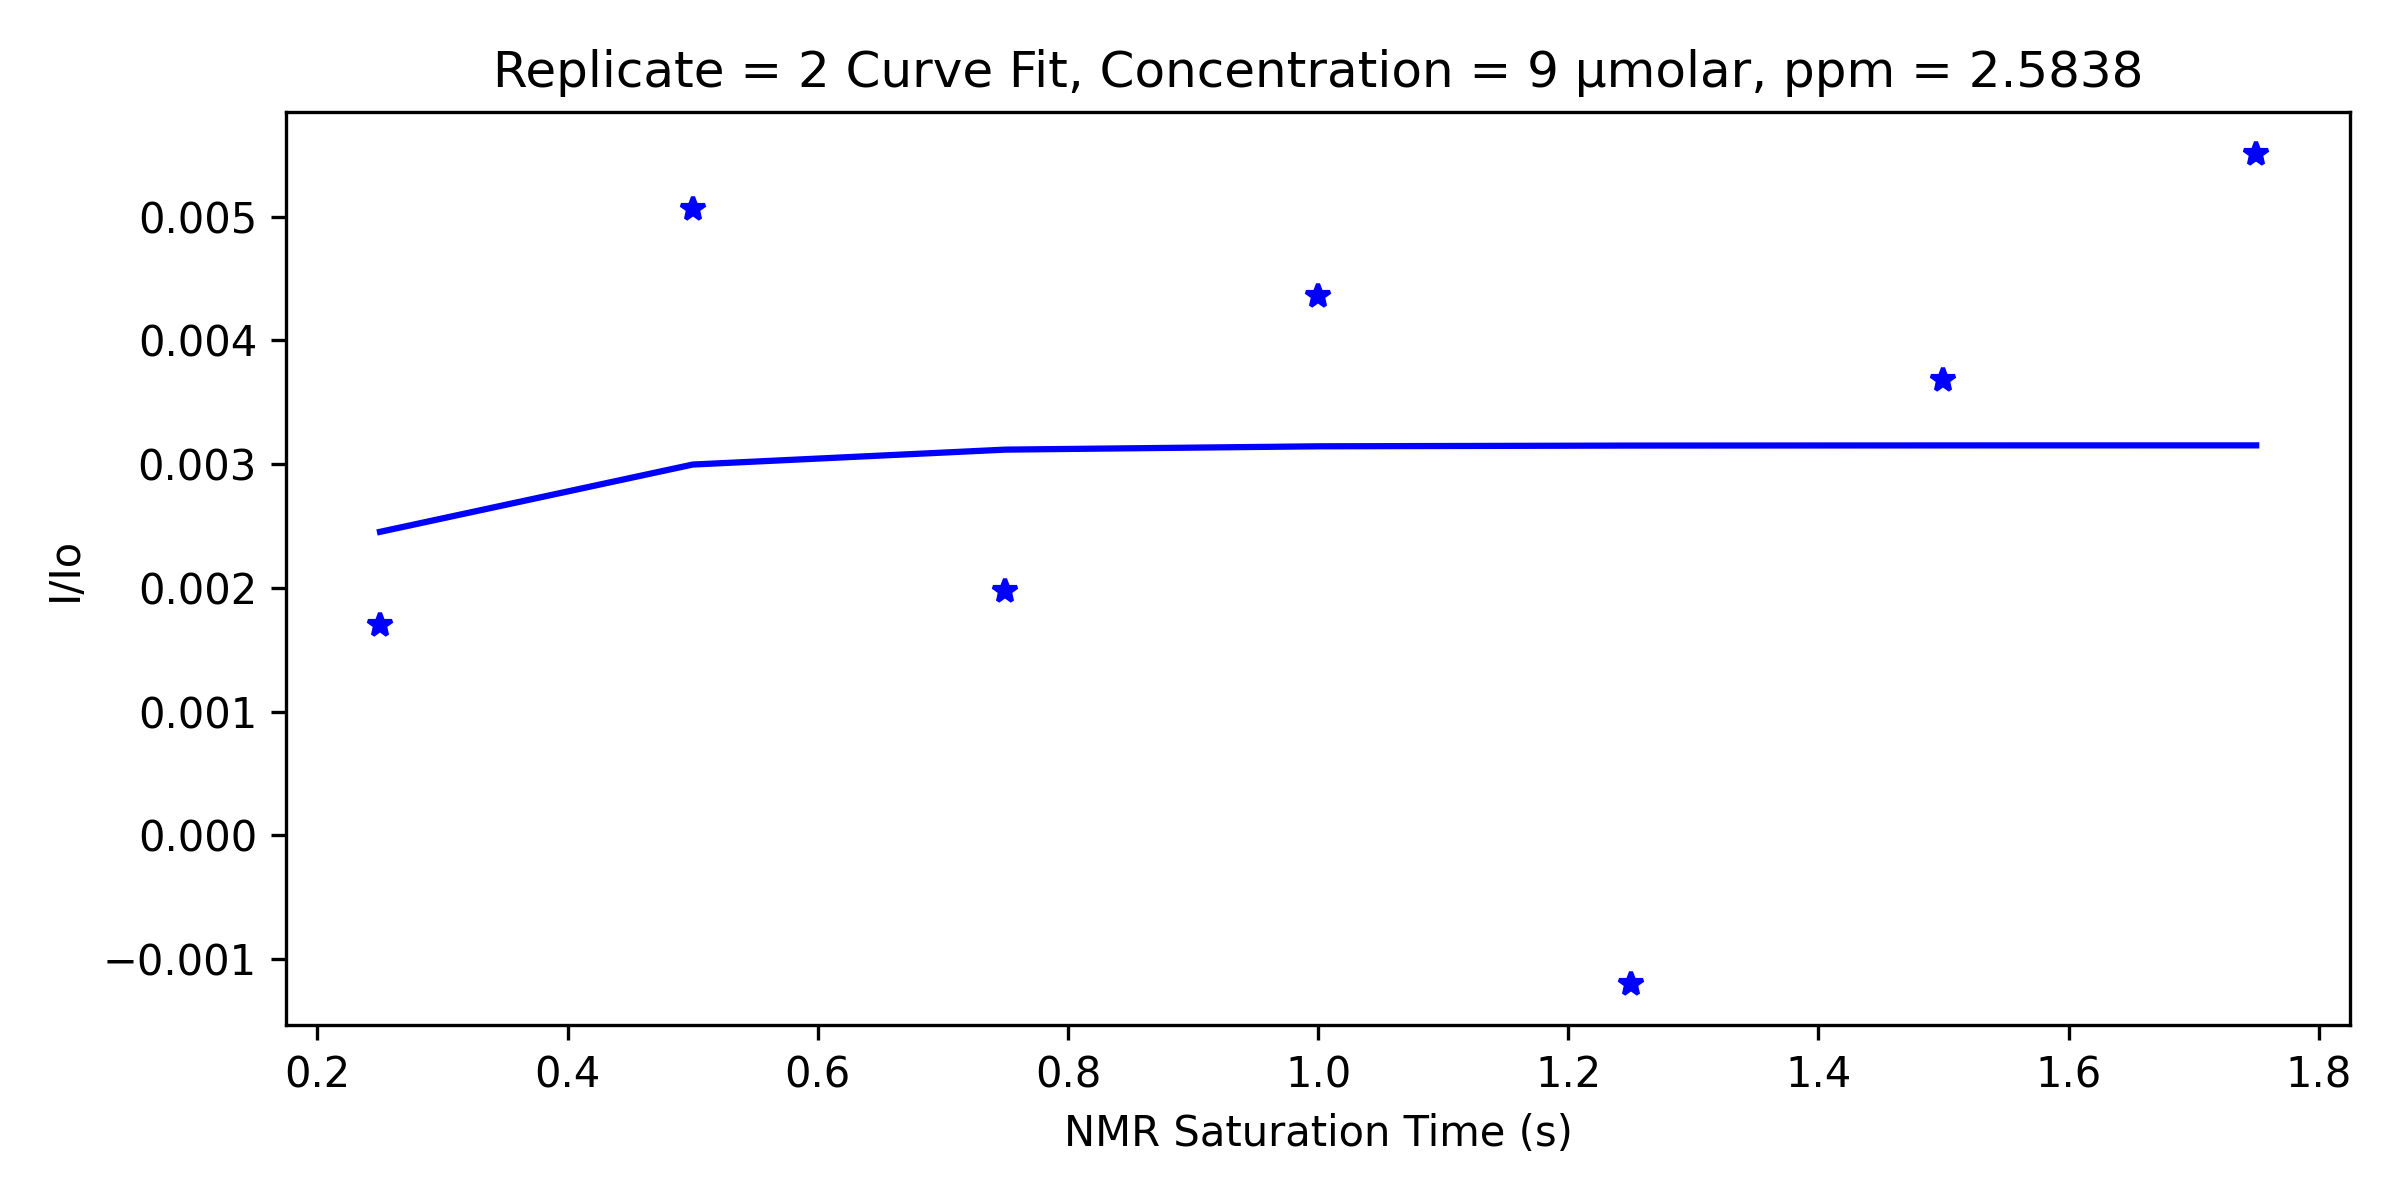 Replicate = 2 Curve Fit, Concentration = 9 μmolar, ppm = 2.5838
0.005
0.004
0.003
0.002
0.001
0.000
−0.001
I/Io
0.2 0.4 0.6 0.8 1.0 1.2 1.4 1.6 1.8
NMR Saturation Time (s)